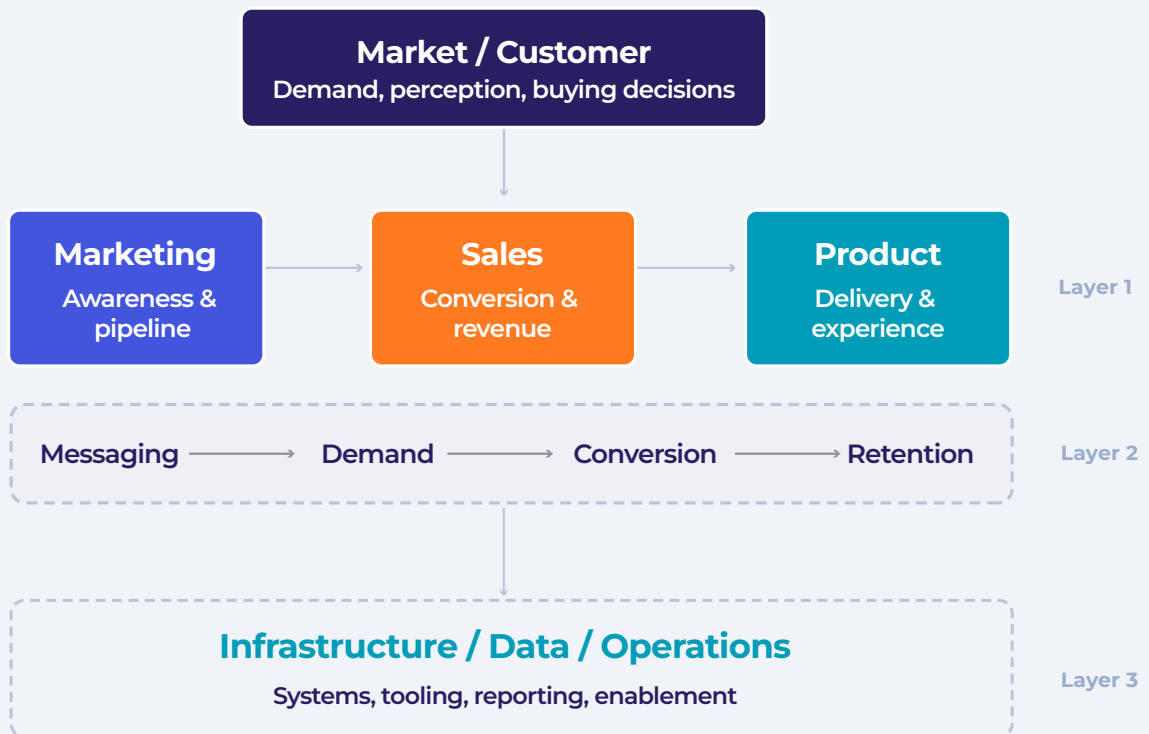 Market / Customer
Demand, perception, buying decisions
Marketing
Awareness &
pipeline
Sales
Conversion &
revenue
Product
Delivery &
experience
Layer 1
Messaging
Demand
Conversion
Retention
Layer 2
Infrastructure / Data / Operations
Systems, tooling, reporting, enablement
Layer 3